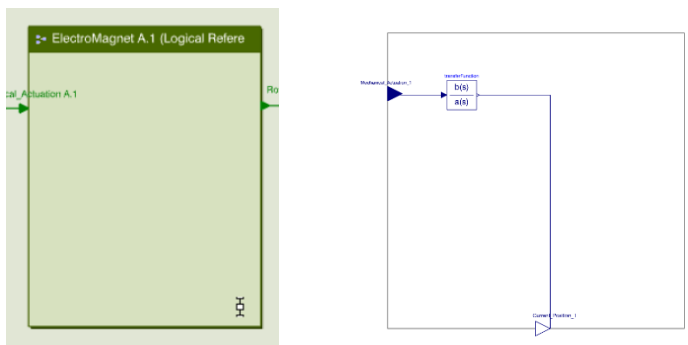 ElectroMagnet A.1 (Logical Refere
cal_Actuation A.1
Ro
transferFunction
Mechanical_Actuation_1
b(s)
a(s)
Current_Position_1